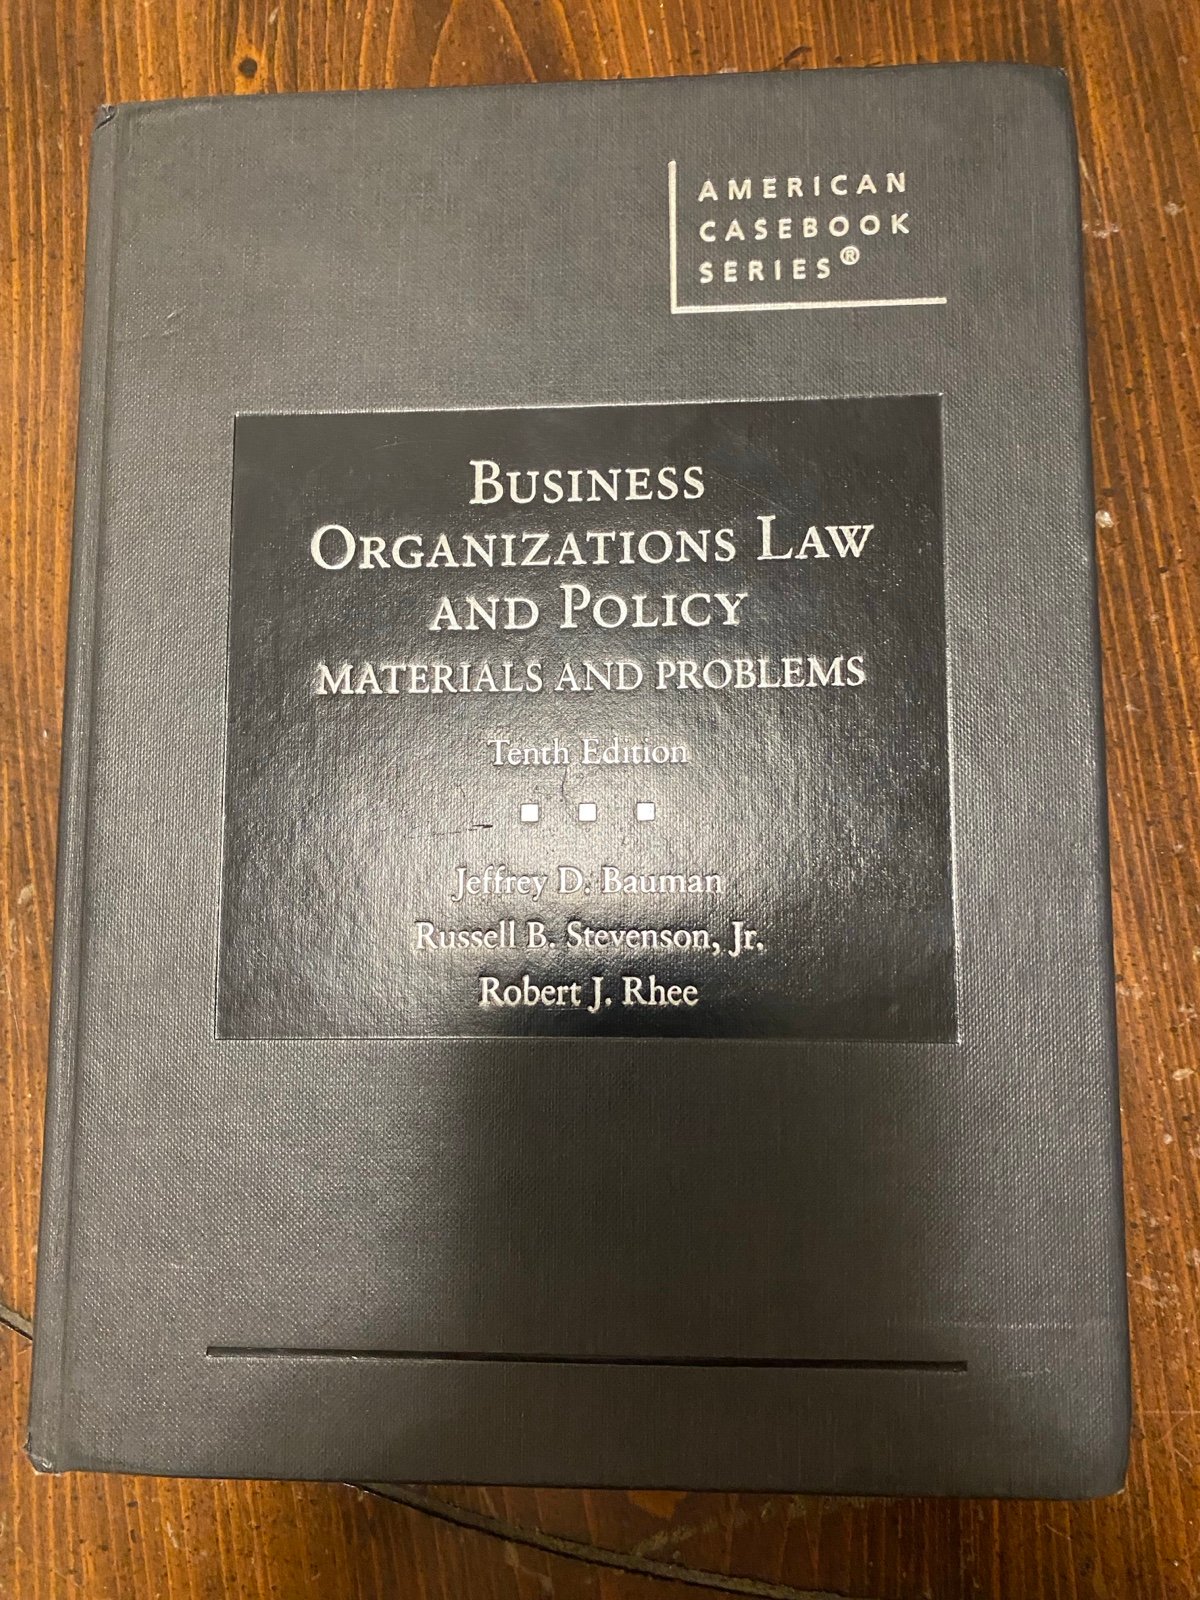 AMERICAN
CASEBOOK
SERIES®
BUSINESS
ORGANIZATIONS LAW
AND POLICY
MATERIALS AND PROBLEMS
Tenth Edition
Jeffrey D. Bauman
Russell B. Stevenson, Jr.
Robert J. Rhee